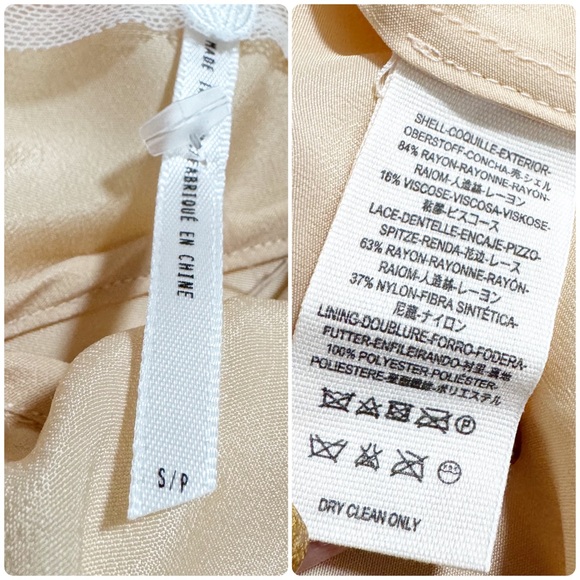 MADE IN
FABRIQUÉ EN CHINE
S/P
SHELL-COQUILLE-EXTERIOR-
OBERSTOFF-CONCHA-売-シェル
84% RAYON-RAYONNE-RAYON-
RAIOM-人造絲-レーヨン
16% VISCOSE-VISCOSA-VISKOSE-
粘膠-ビスコース
LACE-DENTELLE-ENCAJE-PIZZO-
SPITZE-RENDA-花边-レース
63% RAYON-RAYONNE-RAYON-
RAIOM-人造絲-レーヨン
37% NYLON-FIBRA SINTÉTICA-
尼龍-ナイロン
LINING-DOUBLURE-FORRO-FODERA-
FUTTER-ENFILEIRANDO-村里-裏地
100% POLYESTER-POLIÉSTER-
POLIESTERE-聚酯纖維-ポリエステル
P
DRY CLEAN ONLY